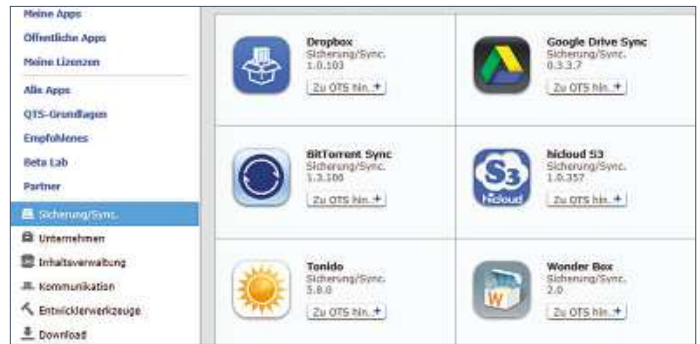 Meine Apps
Öffentliche Apps
Meine Lizenzen
Alle Apps
QTS-Grundlagen
Empfohlenes
Beta Lab
Partner
Sicherung/Sync.
Unternehmen
Inhaltsverwaltung
Kommunikation
Entwicklerwerkzeuge
Download
Dropbox
Sicherung/Sync.
1.0.103
Zu QTS hin. +
Google Drive Sync
Sicherung/Sync.
0.3.3.7
Zu QTS hin. +
BitTorrent Sync
Sicherung/Sync.
1.3.106
Zu QTS hin. +
S3
hicloud
hicloud S3
Sicherung/Sync.
1.0.357
Zu QTS hin. +
Tonido
Sicherung/Sync.
5.8.0
Zu QTS hin. +
W
Wonder Box
Sicherung/Sync.
2.0
Zu QTS hin. +